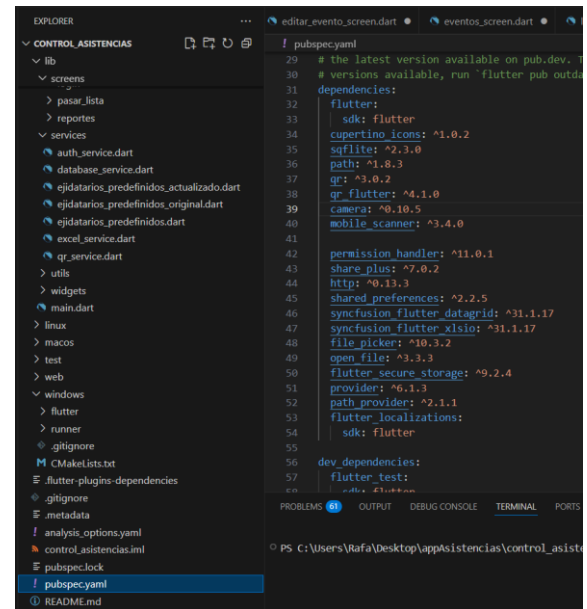 EXPLORER
CONTROL_ASISTENCIAS
lib
screens
pasar_lista
reportes
services
auth_service.dart
database_service.dart
ejidatarios_predefinidos_actualizado.dart
ejidatarios_predefinidos_original.dart
ejidatarios_predefinidos.dart
excel_service.dart
qr_service.dart
utils
widgets
main.dart
linux
macos
test
web
windows
flutter
runner
.gitignore
CMakeLists.txt
.flutter-plugins-dependencies
.gitignore
.metadata
analysis_options.yaml
control_asistencias.iml
pubspec.lock
pubspec.yaml
README.md
editar_evento_screen.dart
eventos_screen.dart
pubspec.yaml
29 # the latest version available on pub.dev. T
30 # versions available, run `flutter pub outda
31 dependencies:
32 flutter:
33 sdk: flutter
34 cupertino_icons: ^1.0.2
35 sqflite: ^2.3.0
36 path: ^1.8.3
37 qr: ^3.0.2
38 qr_flutter: ^4.1.0
39 camera: ^0.10.5
40 mobile_scanner: ^3.4.0
41
42 permission_handler: ^11.0.1
43 share_plus: ^7.0.2
44 http: ^0.13.3
45 shared_preferences: ^2.2.5
46 syncfusion_flutter_datagrid: ^31.1.17
47 syncfusion_flutter_xlsio: ^31.1.17
48 file_picker: ^10.3.2
49 open_file: ^3.3.3
50 flutter_secure_storage: ^9.2.4
51 provider: ^6.1.3
52 path_provider: ^2.1.1
53 flutter_localizations:
54 sdk: flutter
55
56 dev_dependencies:
57 flutter_test:
58 sdk: flutter
PROBLEMS 61 OUTPUT DEBUG CONSOLE TERMINAL PORTS
PS C:\Users\Rafa\Desktop\appAsistencias\control_asiste